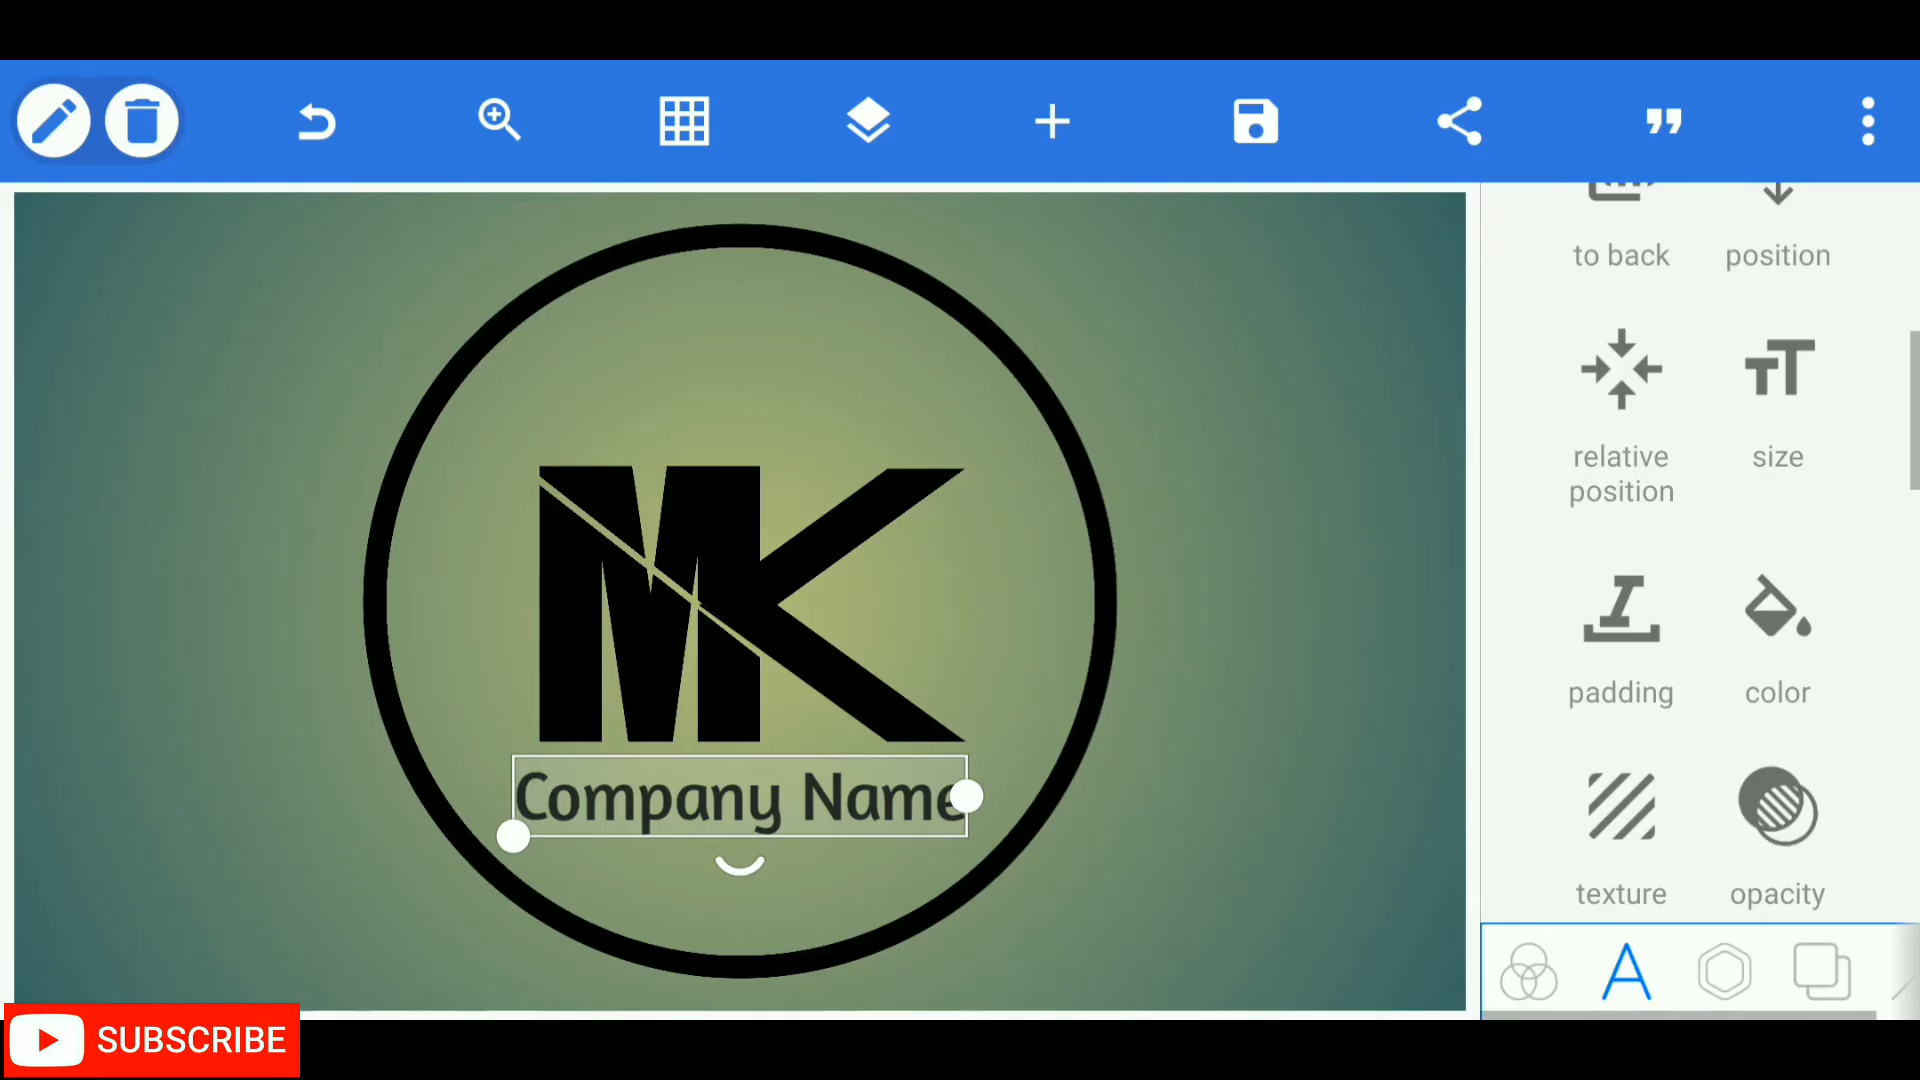 to back
position
relative
position
size
MK
padding
color
Company Name
texture
opacity
SUBSCRIBE